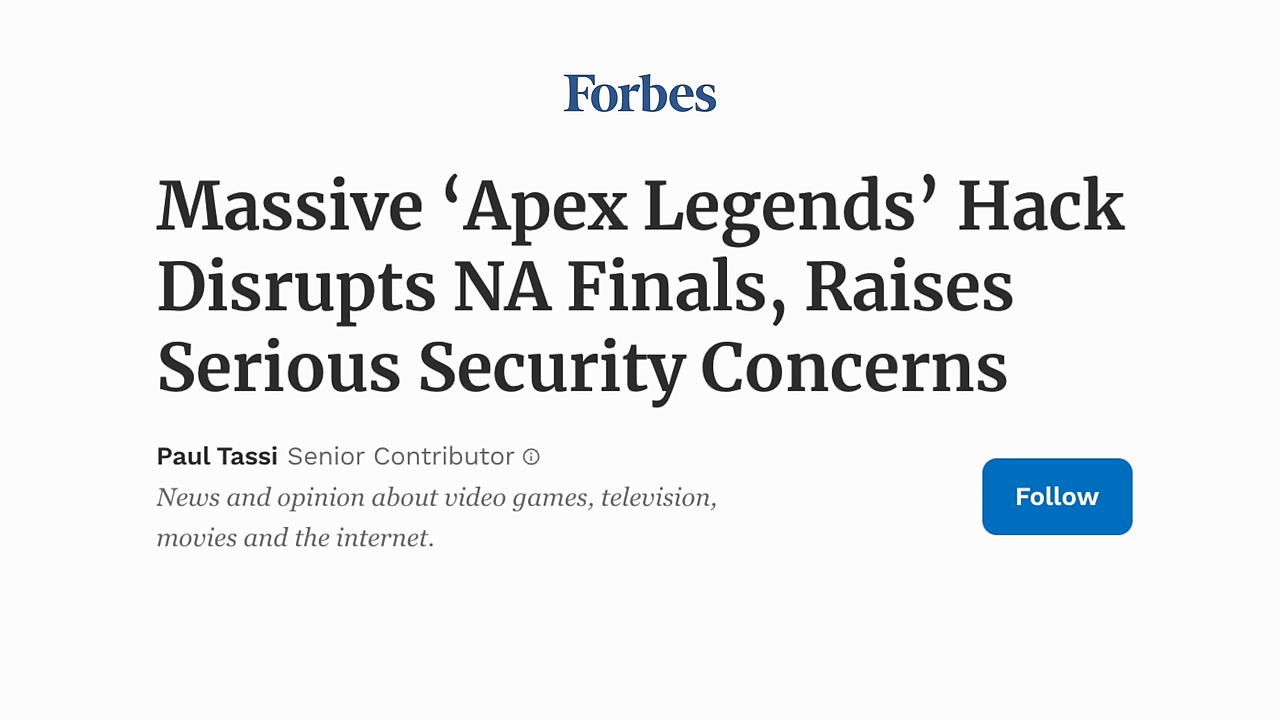 Forbes
Massive ‘Apex Legends’ Hack
Disrupts NA Finals, Raises
Serious Security Concerns
Paul Tassi Senior Contributor
News and opinion about video games, television,
movies and the internet.
Follow